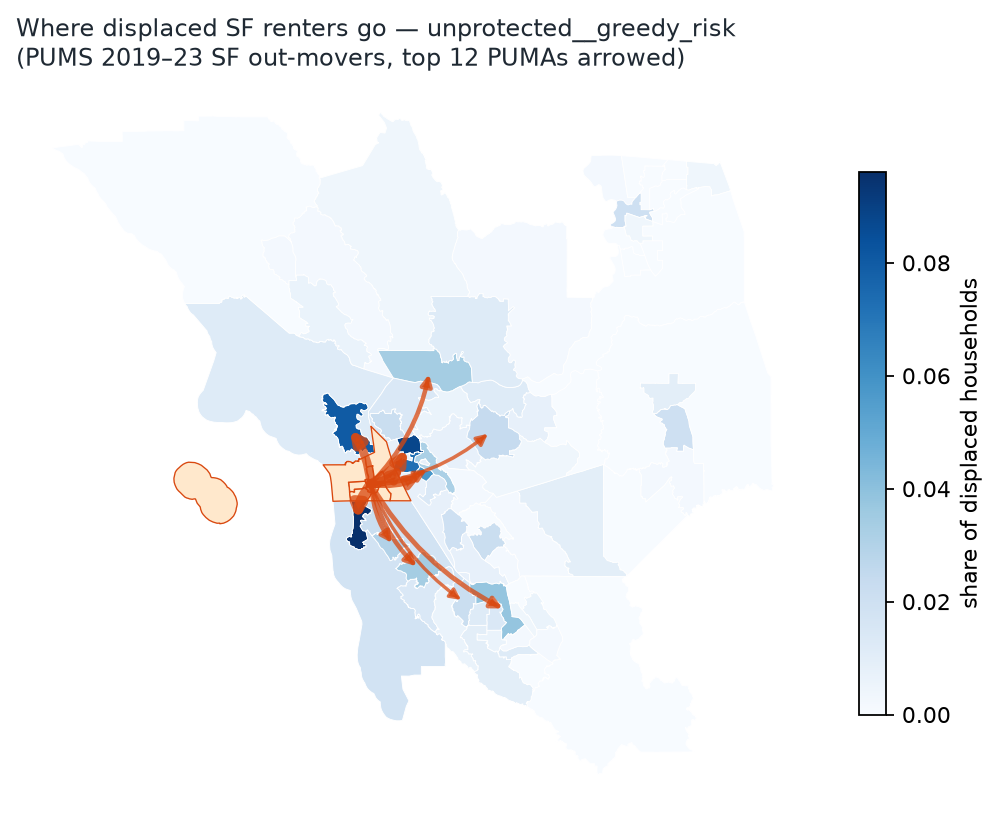 Where displaced SF renters go — unprotected__greedy_risk
(PUMS 2019–23 SF out-movers, top 12 PUMAs arrowed)
0.08
0.06
0.04
0.02
0.00
share of displaced households